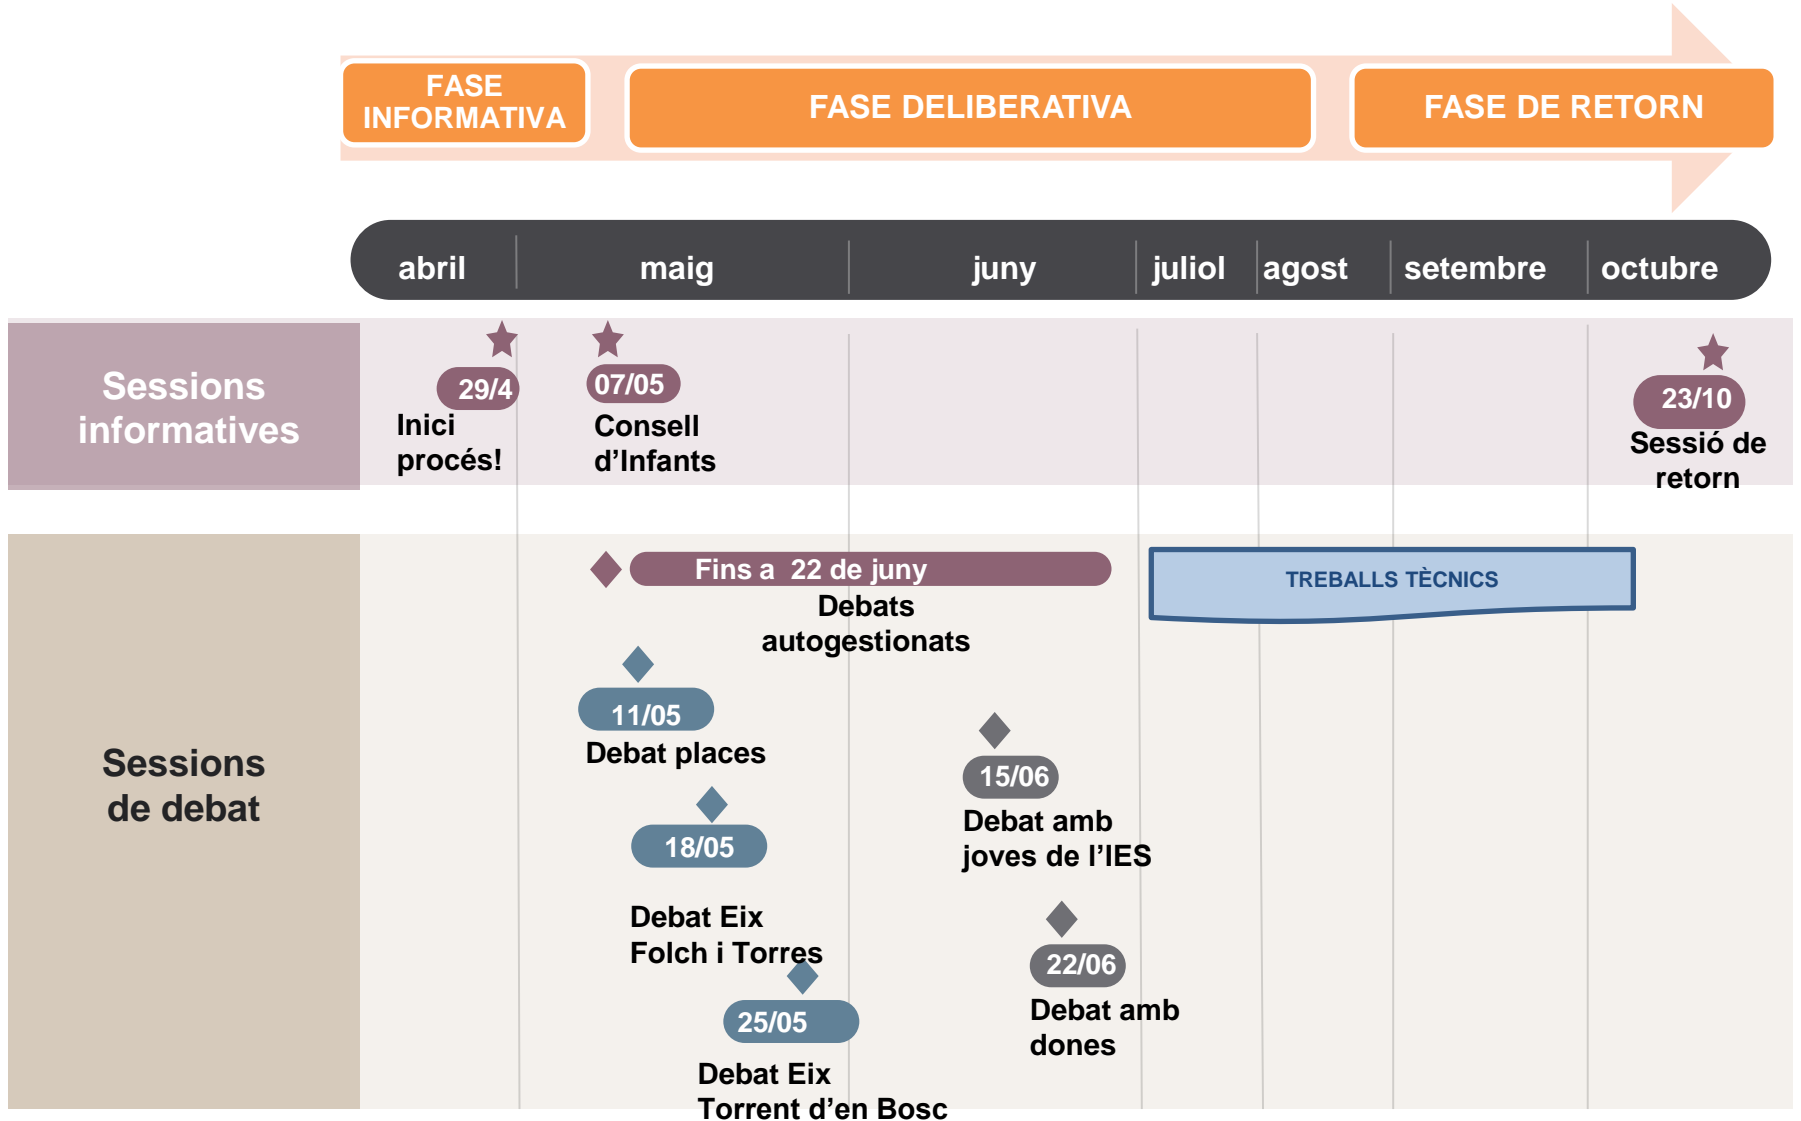 FASE
INFORMATIVA
FASE DELIBERATIVA
FASE DE RETORN
abril
maig
juny
juliol
agost
setembre
octubre
Sessions
informatives
29/4
Inici
procés!
07/05
Consell
d’Infants
23/10
Sessió de
retorn
Sessions
de debat
Fins a 22 de juny
Debats
autogestionats
TREBALLS TÈCNICS
11/05
Debat places
18/05
Debat Eix
Folch i Torres
25/05
Debat Eix
Torrent d’en Bosc
15/06
Debat amb
joves de l’IES
22/06
Debat amb
dones